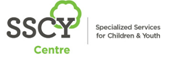 SSCY
Centre
Specialized Services
for Children & Youth